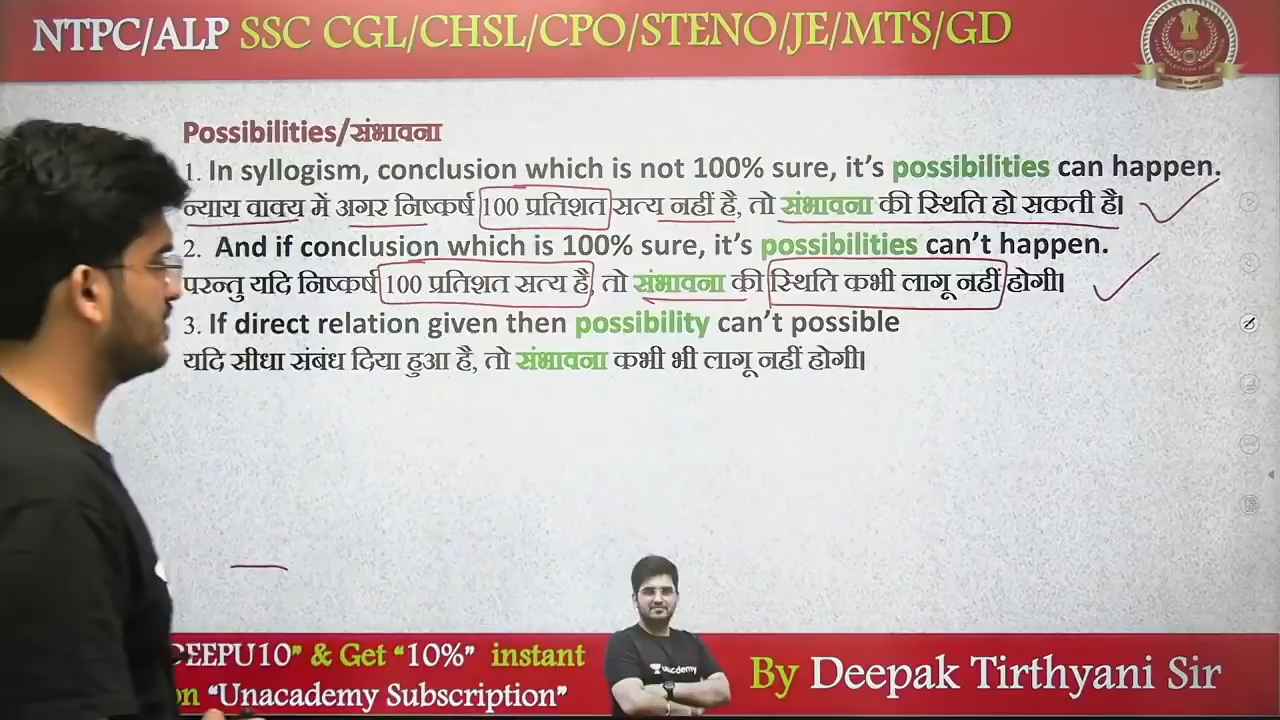 NTPC/ALP SSC CGL/CHSL/CPO/STENO/JE/MTS/GD
Possibilities/संभावना
1. In syllogism, conclusion which is not 100% sure, it’s possibilities can happen.
न्याय वाक्य में अगर निष्कर्ष 100 प्रतिशत सत्य नहीं है, तो संभावना की स्थिति हो सकती है।
2. And if conclusion which is 100% sure, it’s possibilities can’t happen.
परन्तु यदि निष्कर्ष 100 प्रतिशत सत्य है, तो संभावना की स्थिति कभी लागू नहीं होगी।
3. If direct relation given then possibility can’t possible
यदि सीधा संबंध दिया हुआ है, तो संभावना कभी भी लागू नहीं होगी।
DEEPU10” & Get “10%” instant
on “Unacademy Subscription”
unacademy
By Deepak Tirthyani Sir